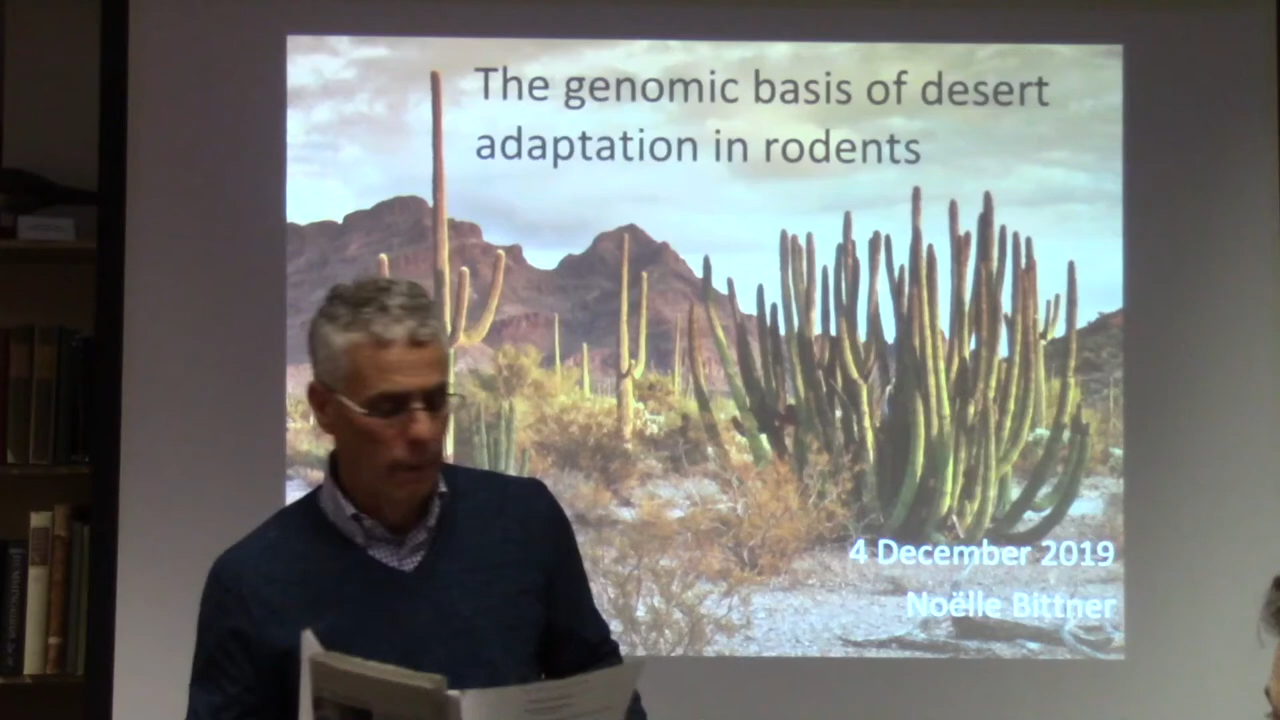 The genomic basis of desert
adaptation in rodents
4 December 2019
Noëlle Bittner